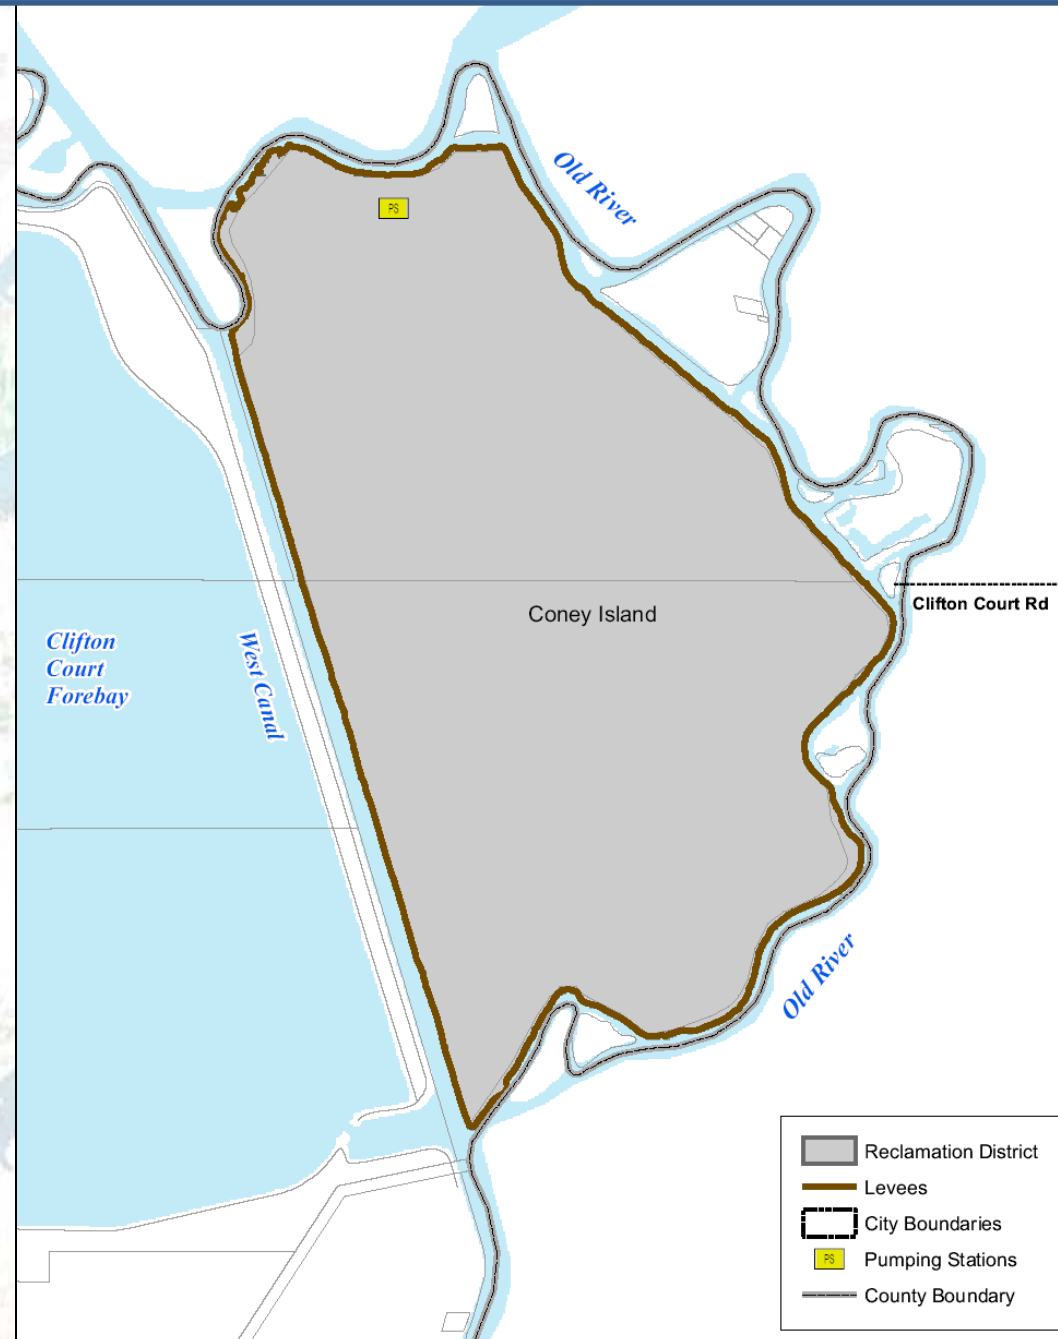 Old River
PS
Clifton Court Rd
Coney Island
Clifton
Court
Forebay
West Canal
Old River
Reclamation District
Levees
City Boundaries
PS
Pumping Stations
County Boundary